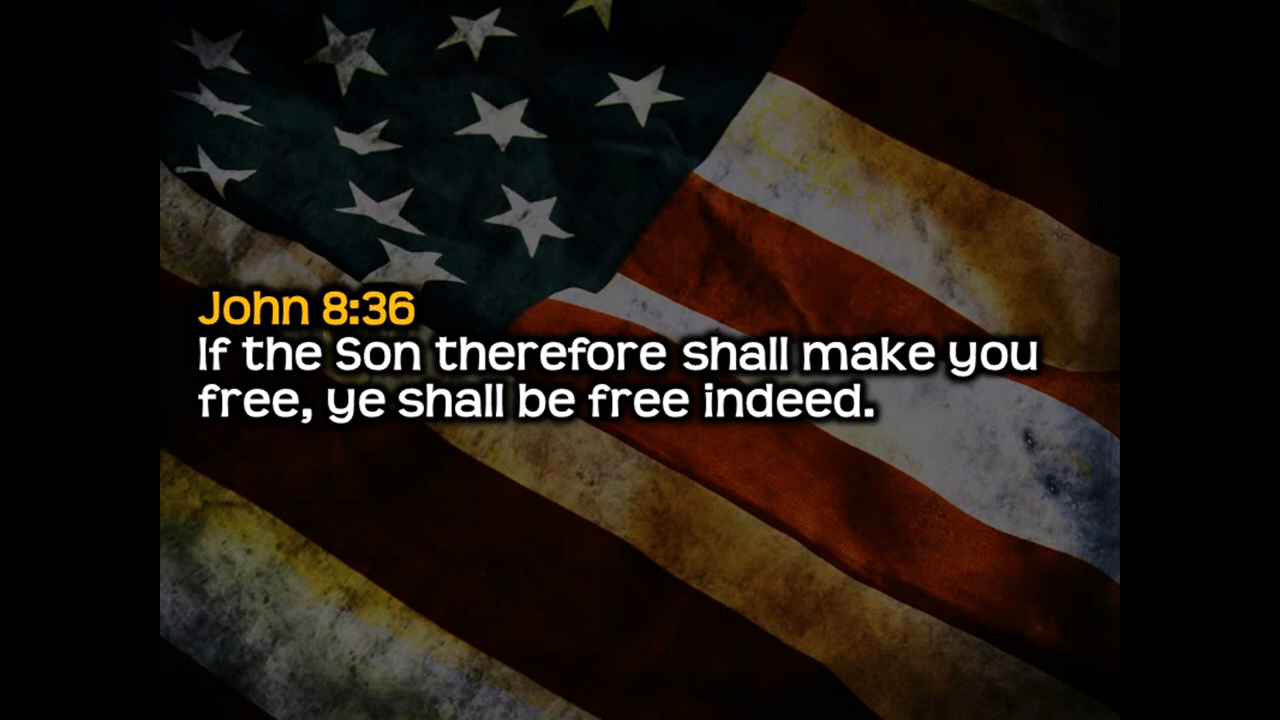 John 8:36
If the Son therefore shall make you
free, ye shall be free indeed.